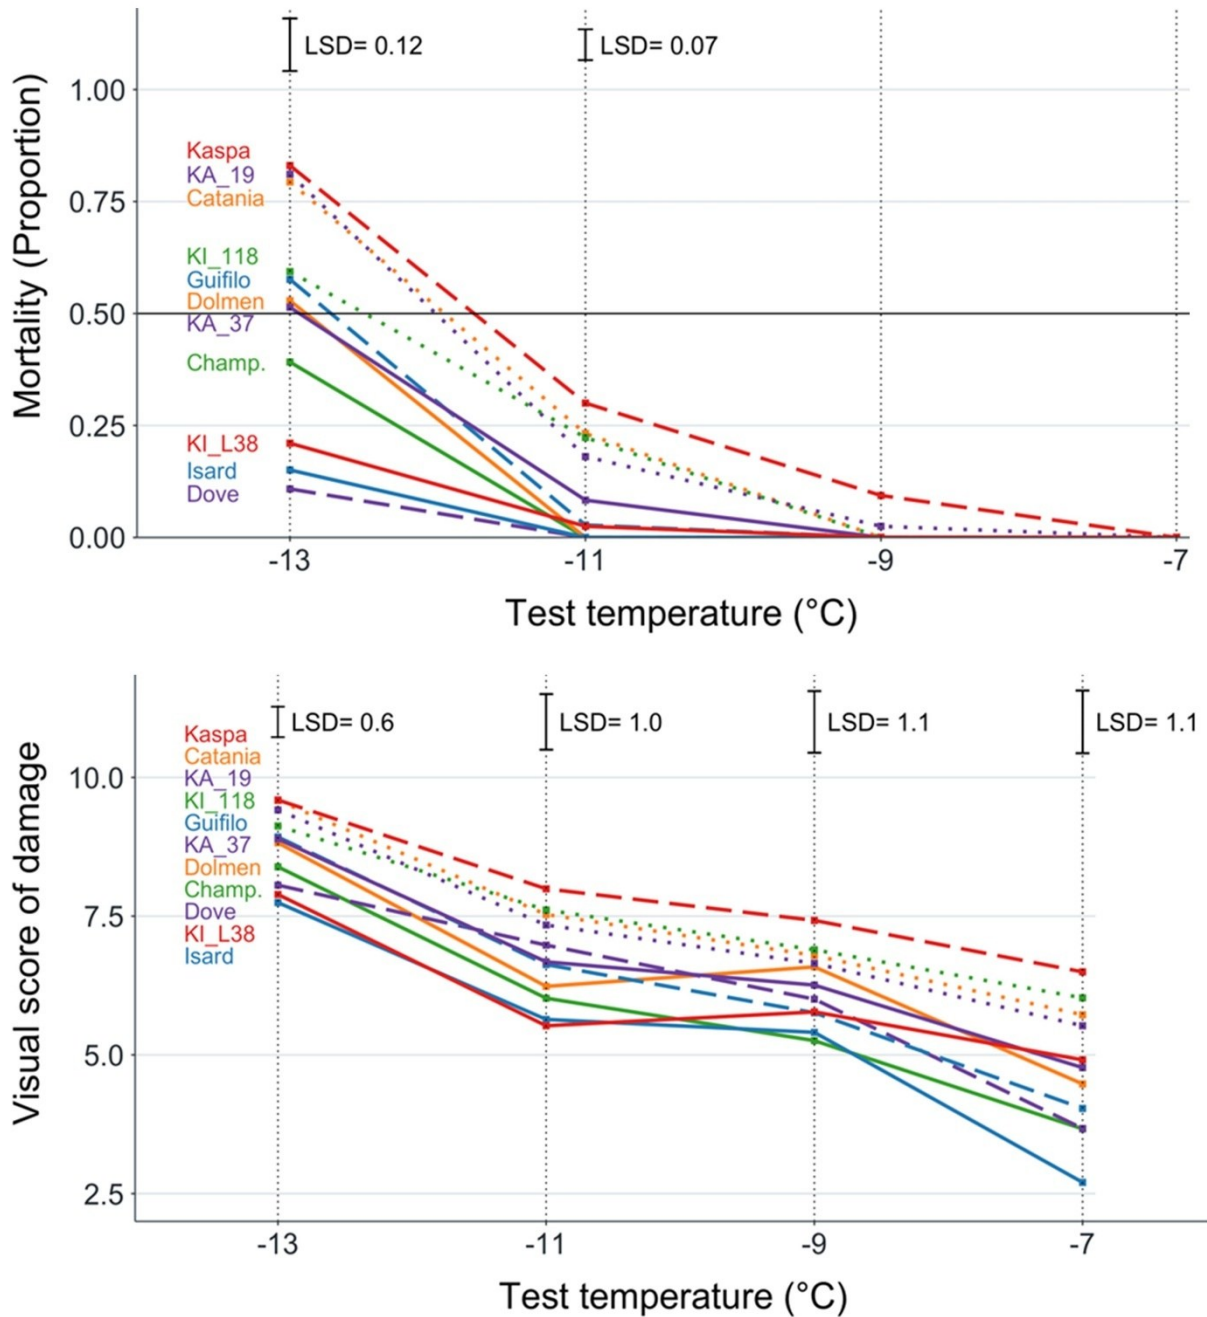 LSD= 0.12
LSD= 0.07
Mortality (Proportion)
1.00
0.75
0.50
0.25
0.00
Kaspa
KA_19
Catania
KI_118
Guifilo
Dolmen
KA_37
Champ.
KI_L38
Isard
Dove
-13
-11
-9
-7
Test temperature (°C)
LSD= 0.6
LSD= 1.0
LSD= 1.1
LSD= 1.1
Visual score of damage
10.0
7.5
5.0
2.5
Kaspa
Catania
KA_19
KI_118
Guifilo
KA_37
Dolmen
Champ.
Dove
KI_L38
Isard
-13
-11
-9
-7
Test temperature (°C)